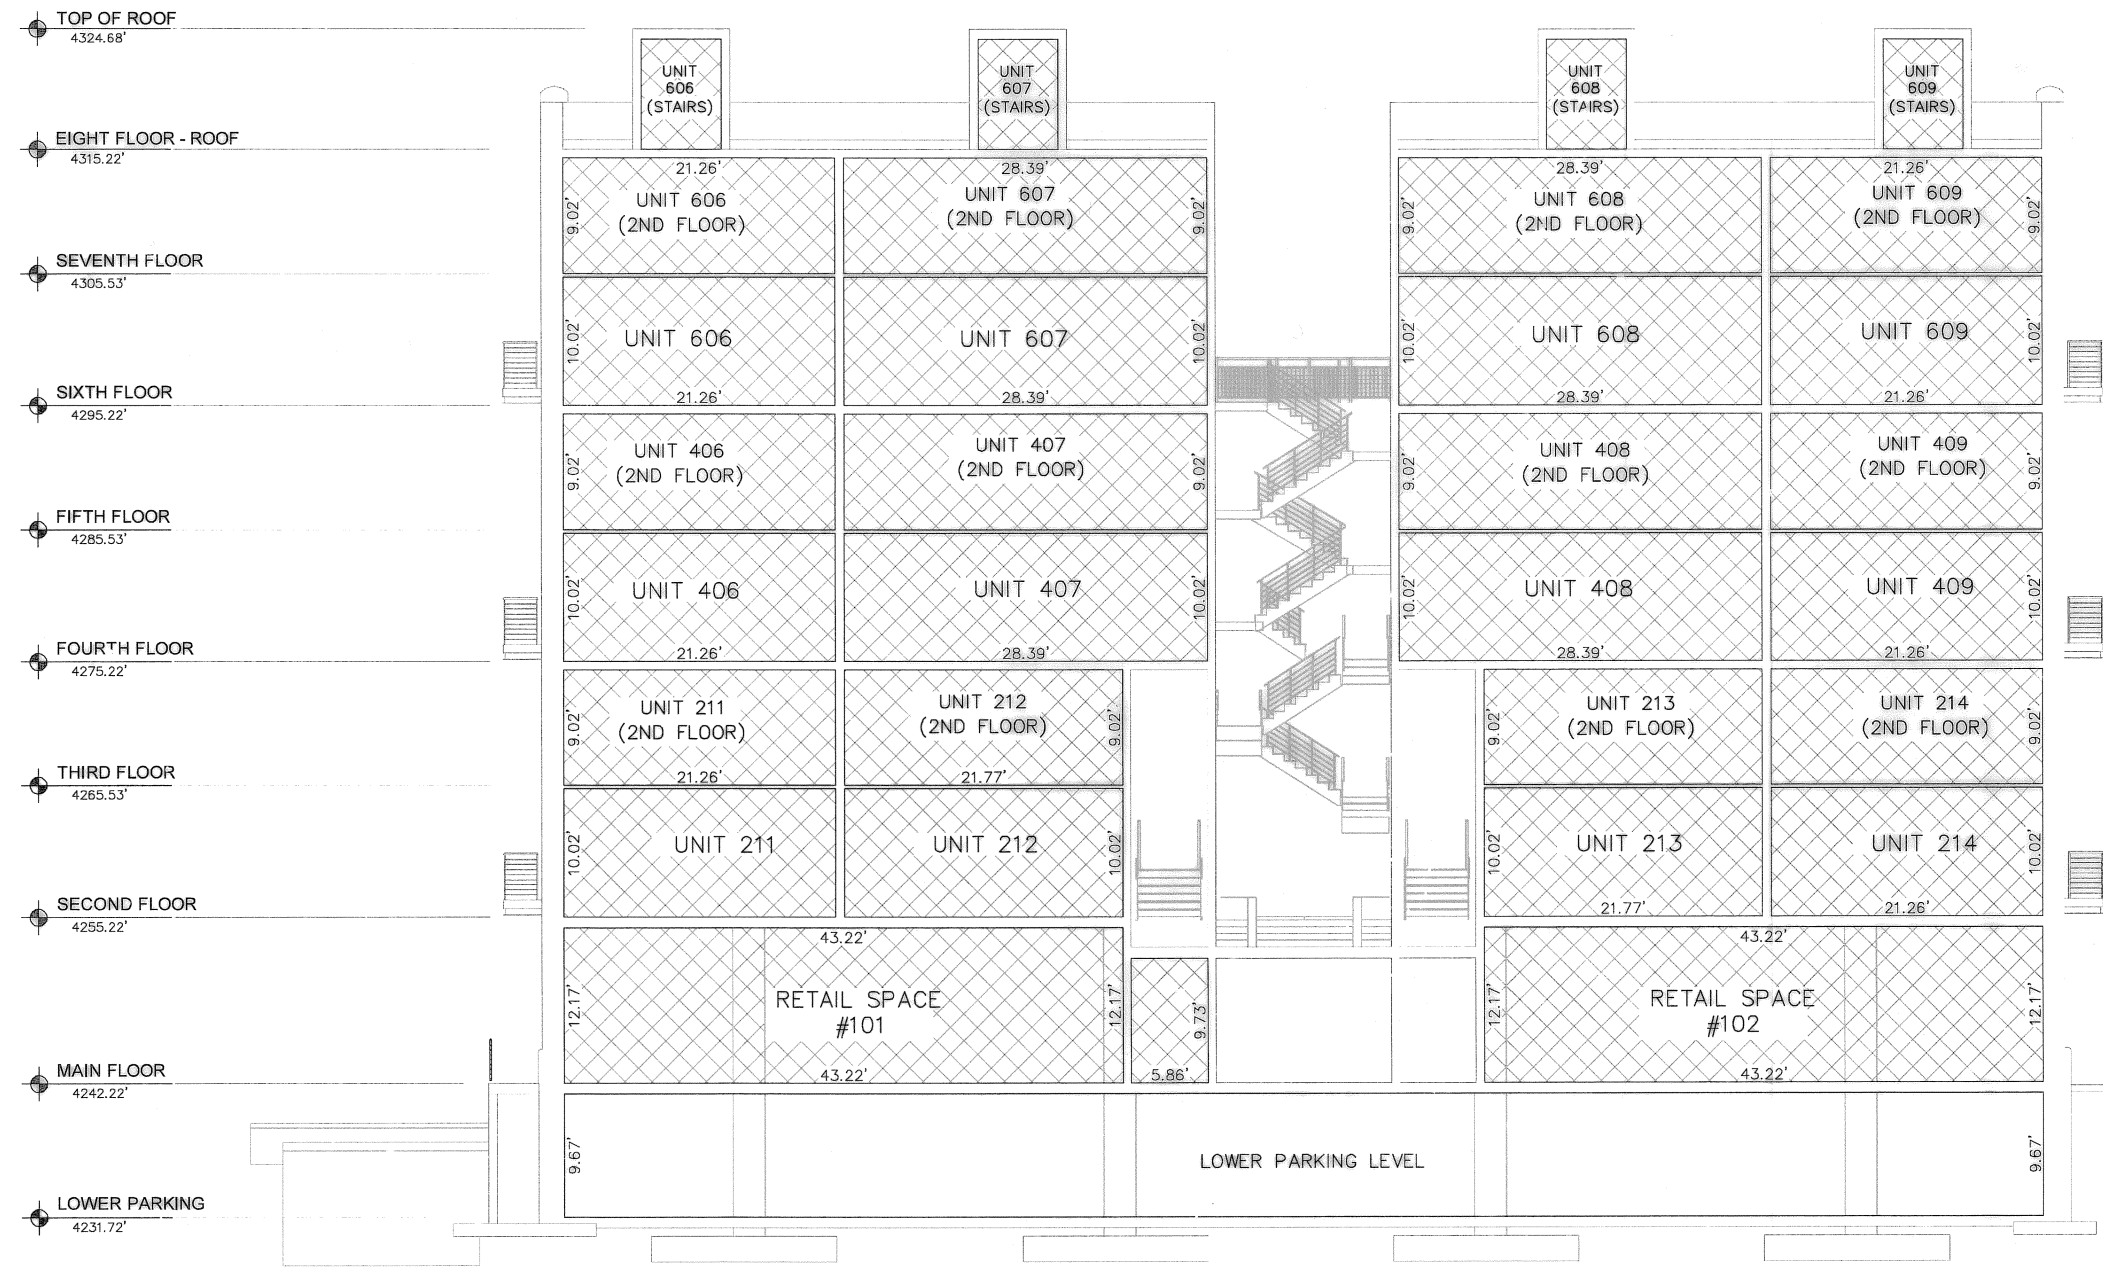 TOP OF ROOF
4324.68'
UNIT
606
(STAIRS)
UNIT
607
(STAIRS)
UNIT
608
(STAIRS)
UNIT
609
(STAIRS)
EIGHT FLOOR - ROOF
4315.22'
21.26'
28.39'
28.39'
21.26'
9.02'
UNIT 606
(2ND FLOOR)
UNIT 607
(2ND FLOOR)
9.02'
9.02'
UNIT 608
(2ND FLOOR)
UNIT 609
(2ND FLOOR)
9.02'
SEVENTH FLOOR
4305.53'
10.02'
UNIT 606
UNIT 607
10.02'
10.02'
UNIT 608
UNIT 609
10.02'
21.26'
28.39'
28.39'
21.26'
SIXTH FLOOR
4295.22'
9.02'
UNIT 406
(2ND FLOOR)
UNIT 407
(2ND FLOOR)
9.02'
9.02'
UNIT 408
(2ND FLOOR)
UNIT 409
(2ND FLOOR)
9.02'
FIFTH FLOOR
4285.53'
10.02'
UNIT 406
UNIT 407
10.02'
10.02'
UNIT 408
UNIT 409
10.02'
21.26'
28.39'
28.39'
21.26'
FOURTH FLOOR
4275.22'
9.02'
UNIT 211
(2ND FLOOR)
UNIT 212
(2ND FLOOR)
9.02'
9.02'
UNIT 213
(2ND FLOOR)
UNIT 214
(2ND FLOOR)
9.02'
21.26'
21.77'
THIRD FLOOR
4265.53'
10.02'
UNIT 211
UNIT 212
10.02'
10.02'
UNIT 213
UNIT 214
10.02'
21.77'
21.26'
SECOND FLOOR
4255.22'
43.22'
43.22'
12.17'
RETAIL SPACE
#101
12.17'
9.73'
12.17'
RETAIL SPACE
#102
12.17'
43.22'
5.86'
43.22'
MAIN FLOOR
4242.22'
9.67'
LOWER PARKING LEVEL
9.67'
LOWER PARKING
4231.72'